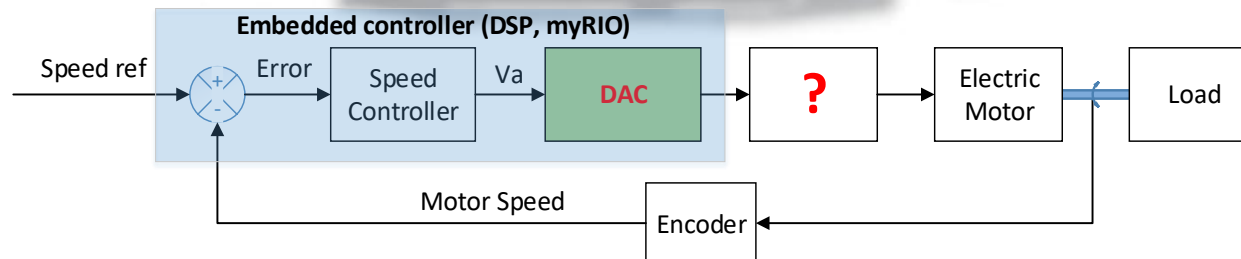 Embedded controller (DSP, myRIO)
Speed ref
+
-
Error
Speed
Controller
Va
DAC
?
Electric
Motor
Load
Motor Speed
Encoder